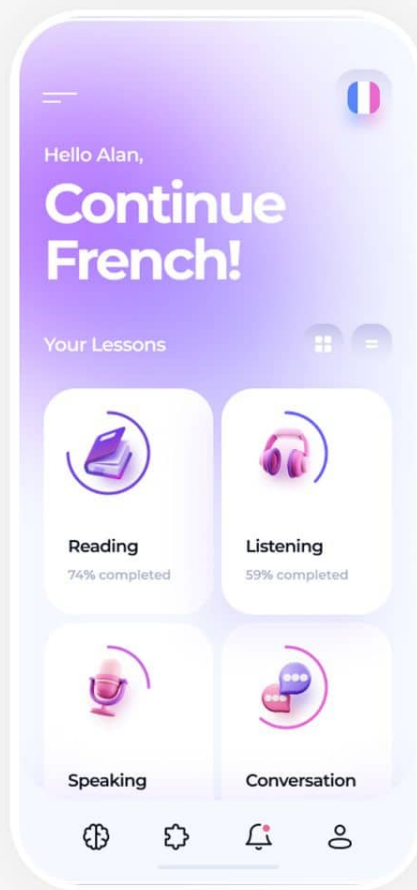 Hello Alan,
Continue
French!
Your Lessons
Reading
Listening
74% completed
59% completed
Speaking
Conversation